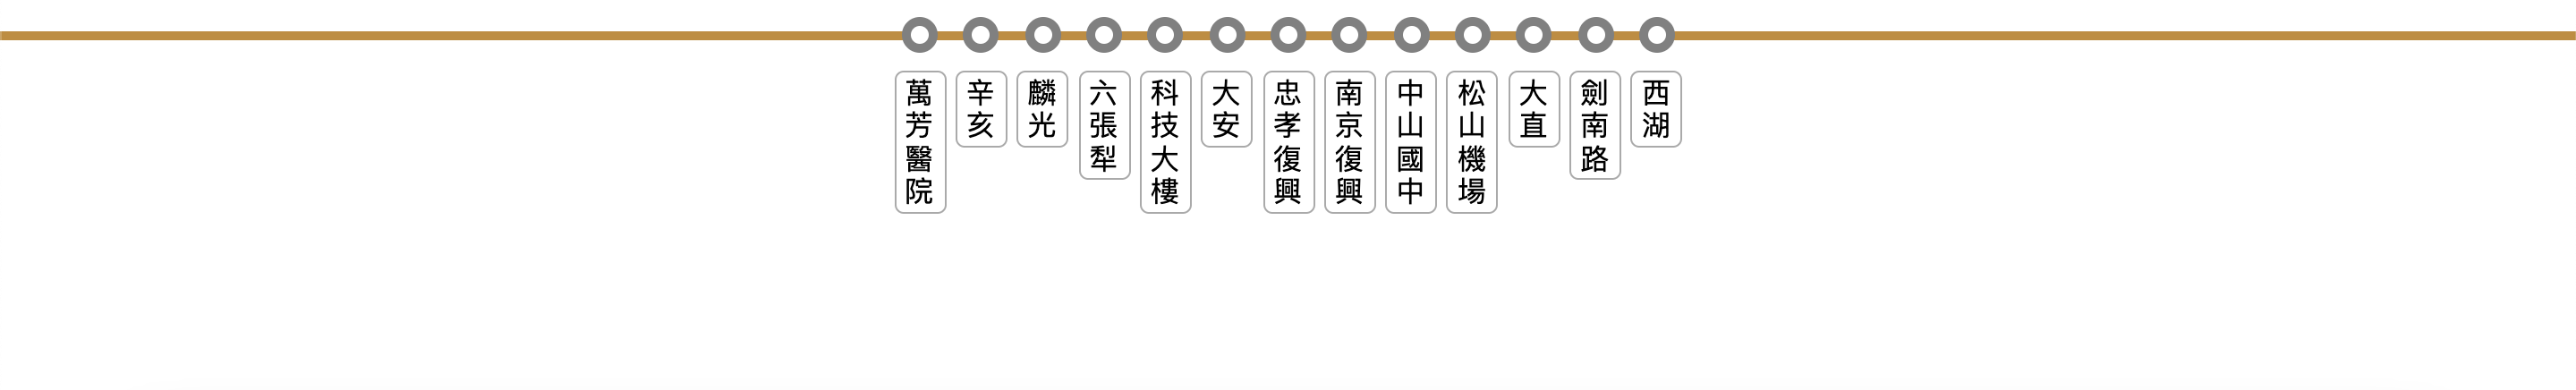 萬芳醫院
辛亥
麟光
六張犁
科技大樓
大安
忠孝復興
南京復興
中山國中
松山機場
大直
劍南路
西湖